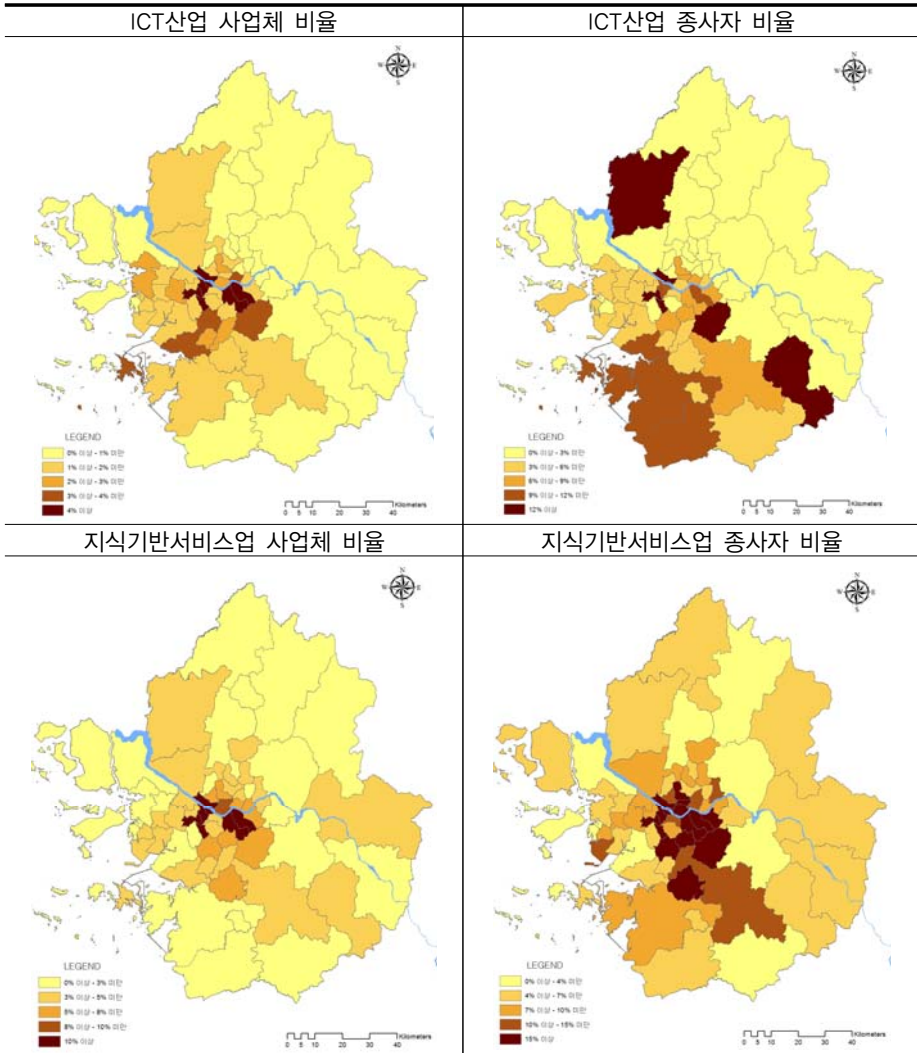 ICT산업 사업체 비율
ICT산업 종사자 비율
N
W E
S
LEGEND
0% 이상 - 1% 미만
1% 이상 - 2% 미만
2% 이상 - 3% 미만
3% 이상 - 4% 미만
4% 이상
Kilometers
0 5 10 20 30 40
N
W E
S
LEGEND
0% 이상 - 3% 미만
3% 이상 - 6% 미만
6% 이상 - 9% 미만
9% 이상 - 12% 미만
12% 이상
Kilometers
0 5 10 20 30 40
지식기반서비스업 사업체 비율
지식기반서비스업 종사자 비율
N
W E
S
LEGEND
0% 이상 - 3% 미만
3% 이상 - 5% 미만
5% 이상 - 8% 미만
8% 이상 - 10% 미만
10% 이상
Kilometers
0 5 10 20 30 40
N
W E
S
LEGEND
0% 이상 - 4% 미만
4% 이상 - 7% 미만
7% 이상 - 10% 미만
10% 이상 - 15% 미만
15% 이상
Kilometers
0 5 10 20 30 40